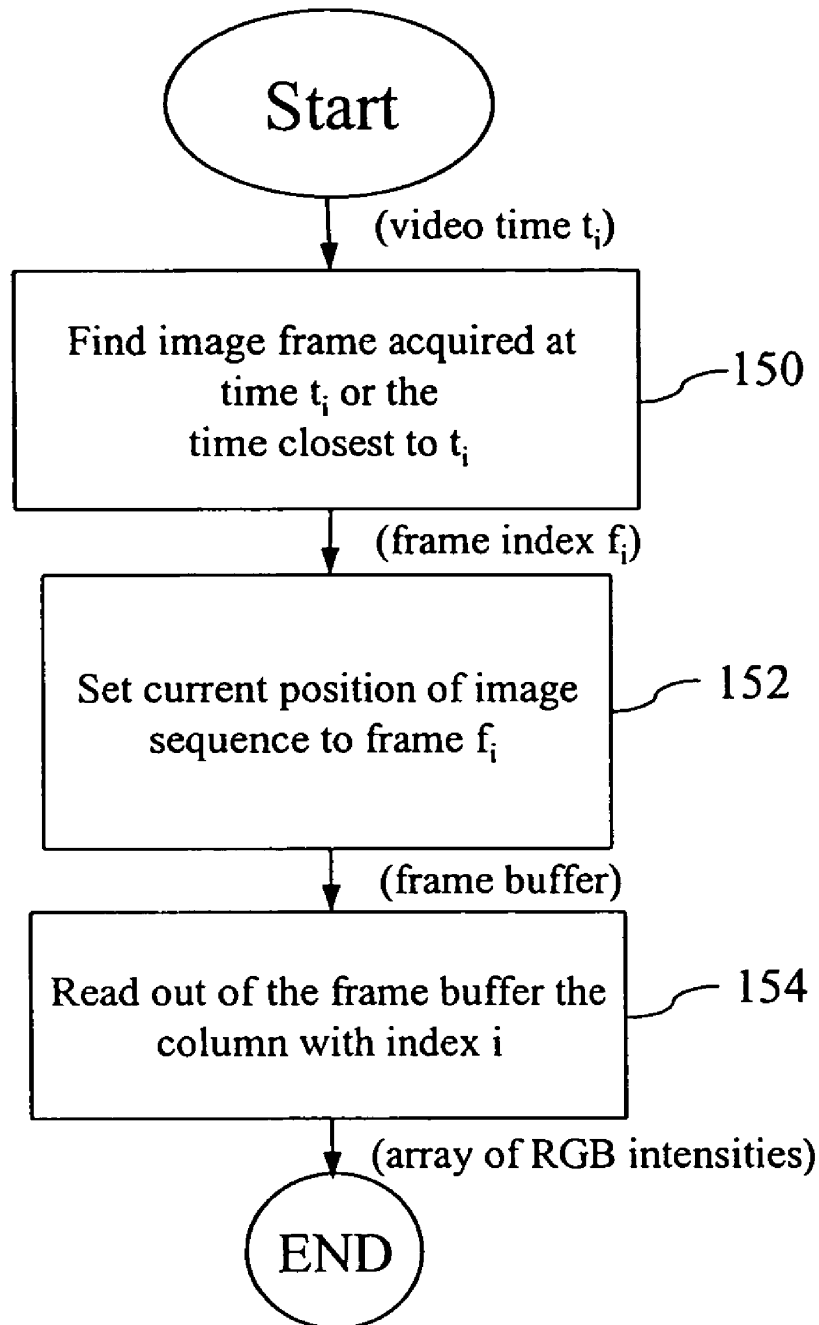 Start
(video time tᵢ)
Find image frame acquired at
time tᵢ or the
time closest to tᵢ
150
(frame index fᵢ)
Set current position of image
sequence to frame fᵢ
152
(frame buffer)
Read out of the frame buffer the
column with index i
154
(array of RGB intensities)
END